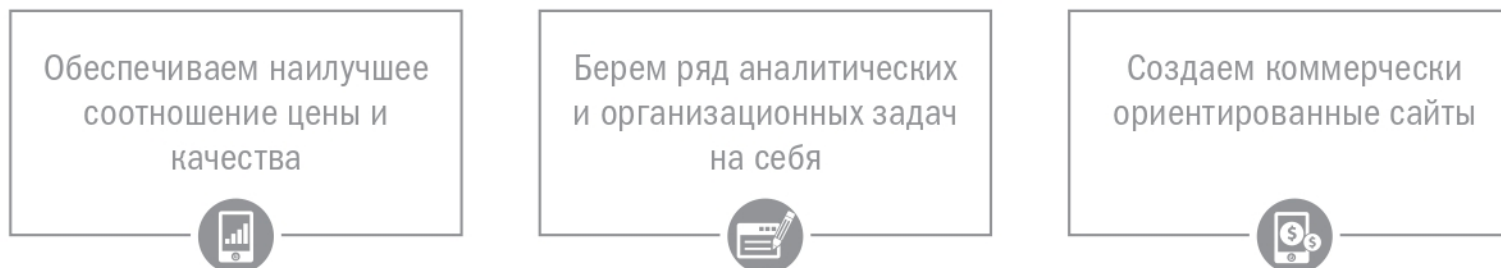 Обеспечиваем наилучшее
соотношение цены и
качества
Берем ряд аналитических
и организационных задач
на себя
Создаем коммерчески
ориентированные сайты